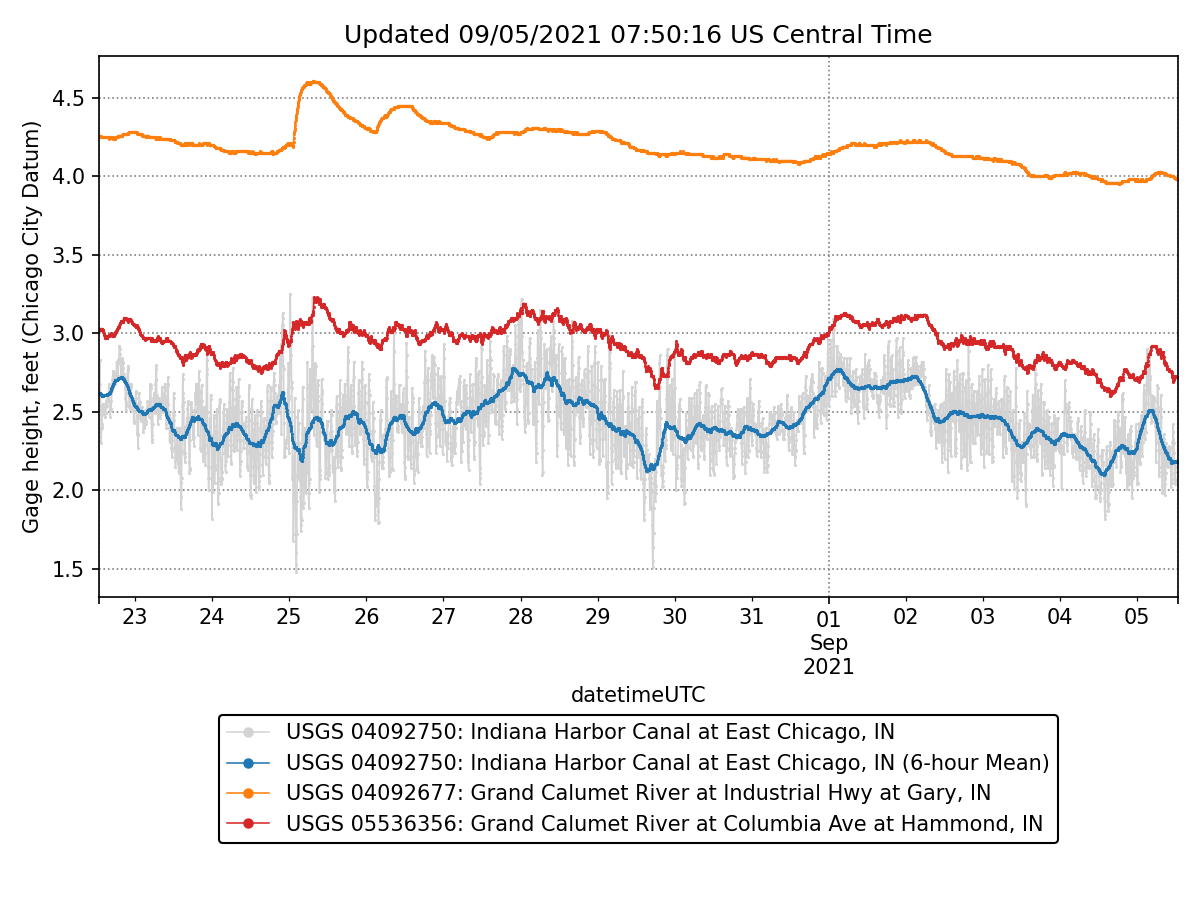 Updated 09/05/2021 07:50:16 US Central Time
Gage height, feet (Chicago City Datum)
4.5
4.0
3.5
3.0
2.5
2.0
1.5
23 24 25 26 27 28 29 30 31 01 02 03 04 05
Sep
2021
datetimeUTC
USGS 04092750: Indiana Harbor Canal at East Chicago, IN
USGS 04092750: Indiana Harbor Canal at East Chicago, IN (6-hour Mean)
USGS 04092677: Grand Calumet River at Industrial Hwy at Gary, IN
USGS 05536356: Grand Calumet River at Columbia Ave at Hammond, IN